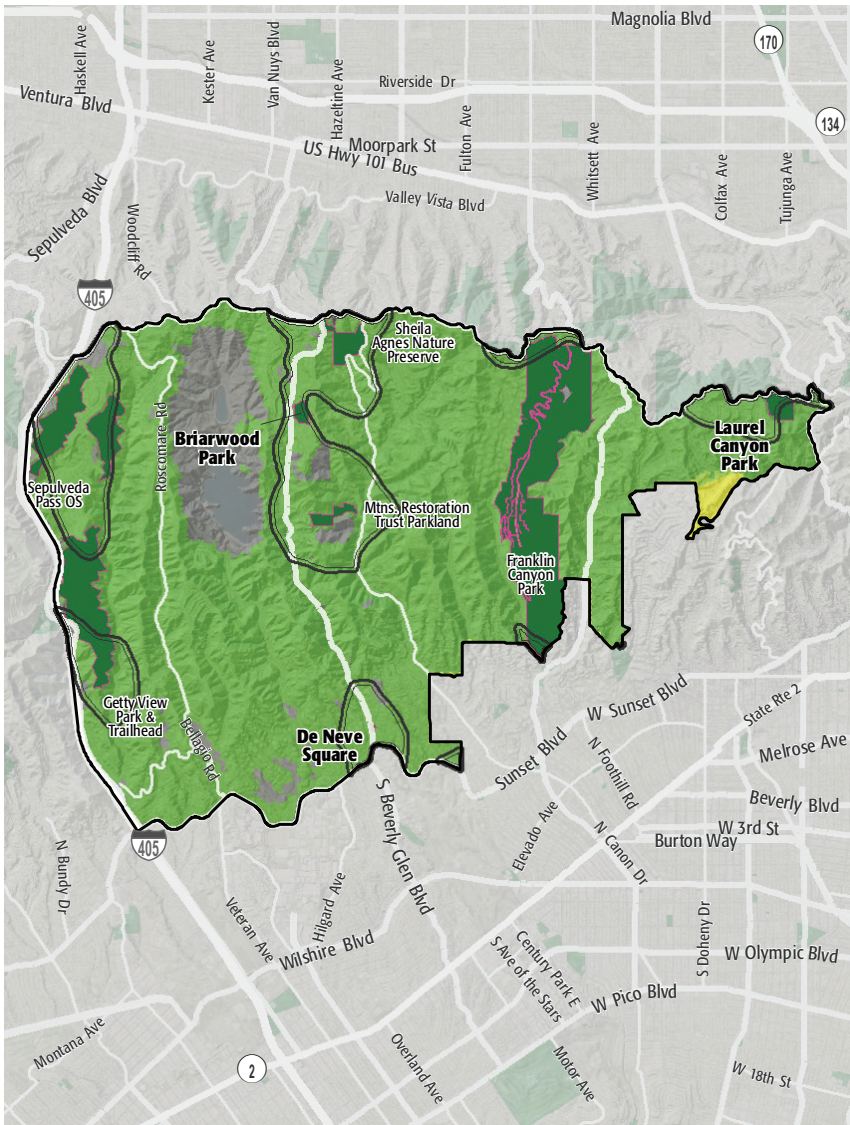 Magnolia Blvd
170
Haskell Ave
Kester Ave
Van Nuys Blvd
Hazeltine Ave
Riverside Dr
Ventura Blvd
134
Fulton Ave
Whitsett Ave
Moorpark St
US Hwy 101 Bus
Colfax Ave
Tujunga Ave
Valley Vista Blvd
Sepulveda Blvd
Woodcliff Rd
405
Sheila
Agnes Nature
Preserve
Roscomare Rd
Briarwood
Park
Laurel
Canyon
Park
Sepulveda
Pass OS
Mtns. Restoration
Trust Parkland
Franklin
Canyon
Park
Getty View
Park &
Trailhead
Bellagio Rd
De Neve
Square
W Sunset Blvd
State Rte 2
Sunset Blvd
N Foothill Rd
Melrose Ave
Beverly Blvd
W 3rd St
Burton Way
S Beverly Glen Blvd
Elevado Ave
N Canon Dr
405
N Bundy Dr
Veteran Ave
Hilgard Ave
Wilshire Blvd
S Doheny Dr
W Olympic Blvd
Century Park E
S Ave of the Stars
W Pico Blvd
Montana Ave
2
Overland Ave
Motor Ave
W 18th St